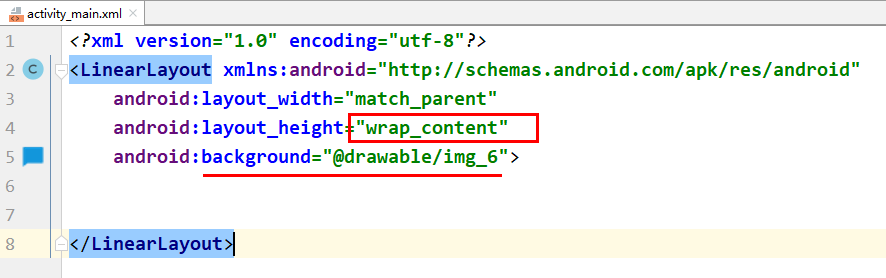 activity_main.xml
1 <?xml version="1.0" encoding="utf-8"?>
2 C <LinearLayout xmlns:android="http://schemas.android.com/apk/res/android"
3 android:layout_width="match_parent"
4 android:layout_height="wrap_content"
5 android:background="@drawable/img_6">
6
7
8 </LinearLayout>